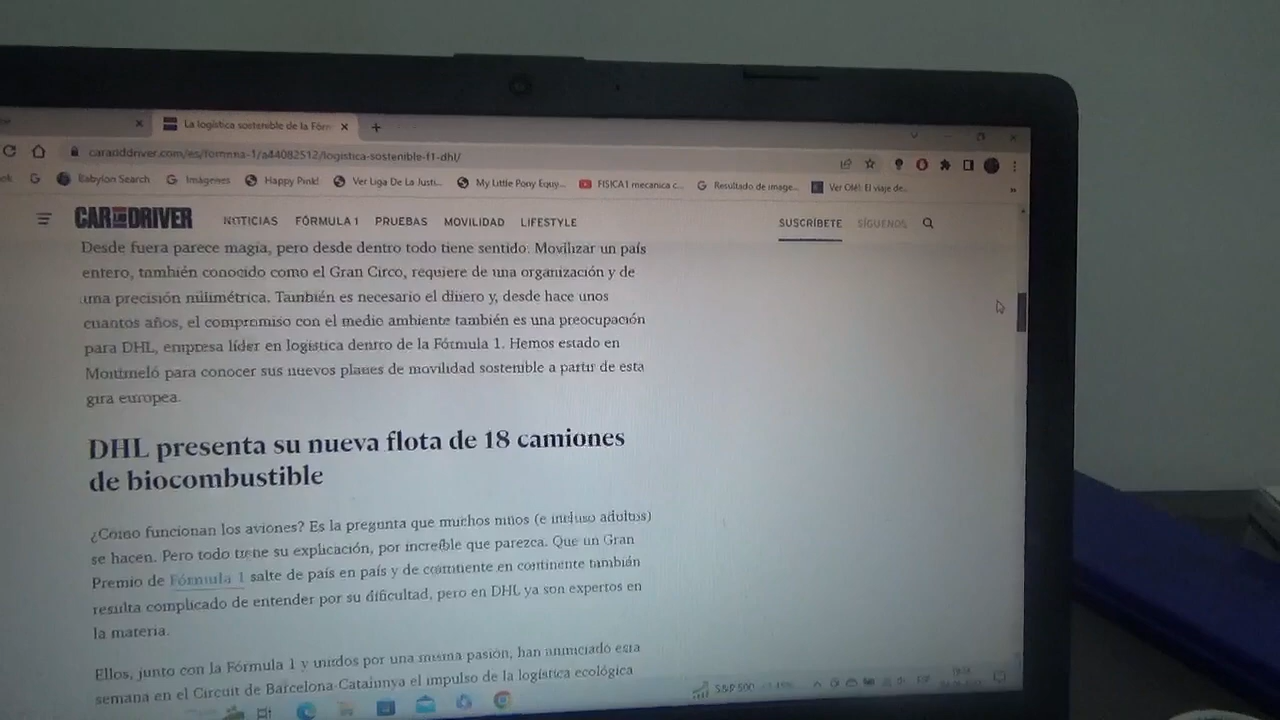 La logística sostenible de la Fórm
caranddriver.com/es/formula-1/a44082512/logistica-sostenible-f1-dhl/
Babylon Search Imágenes Happy Pink! Ver Liga De La Justi... My Little Pony Equy... FISICA I mecanica c... Resultado de image... Ver Olé! El viaje de...
CAR AND DRIVER NOTICIAS FÓRMULA 1 PRUEBAS MOVILIDAD LIFESTYLE SUSCRÍBETE SÍGUENOS
Desde fuera parece magia, pero desde dentro todo tiene sentido. Movilizar un país
entero, también conocido como el Gran Circo, requiere de una organización y de
una precisión milimétrica. También es necesario el dinero y, desde hace unos
cuantos años, el compromiso con el medio ambiente también es una preocupación
para DHL, empresa líder en logística dentro de la Fórmula 1. Hemos estado en
Montmeló para conocer sus nuevos planes de movilidad sostenible a partir de esta
gira europea.
DHL presenta su nueva flota de 18 camiones
de biocombustible
¿Cómo funcionan los aviones? Es la pregunta que muchos niños (e incluso adultos)
se hacen. Pero todo tiene su explicación, por increíble que parezca. Que un Gran
Premio de Fórmula 1 salte de país en país y de continente en continente también
resulta complicado de entender por su dificultad, pero en DHL ya son expertos en
la materia.
Ellos, junto con la Fórmula 1 y unidos por una misma pasión, han anunciado esta
semana en el Circuit de Barcelona-Catalunya el impulso de la logística ecológica
S&P 500